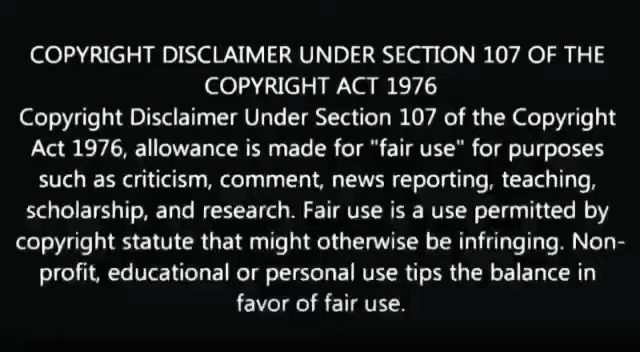 COPYRIGHT DISCLAIMER UNDER SECTION 107 OF THE
COPYRIGHT ACT 1976
Copyright Disclaimer Under Section 107 of the Copyright
Act 1976, allowance is made for "fair use" for purposes
such as criticism, comment, news reporting, teaching,
scholarship, and research. Fair use is a use permitted by
copyright statute that might otherwise be infringing. Non-
profit, educational or personal use tips the balance in
favor of fair use.